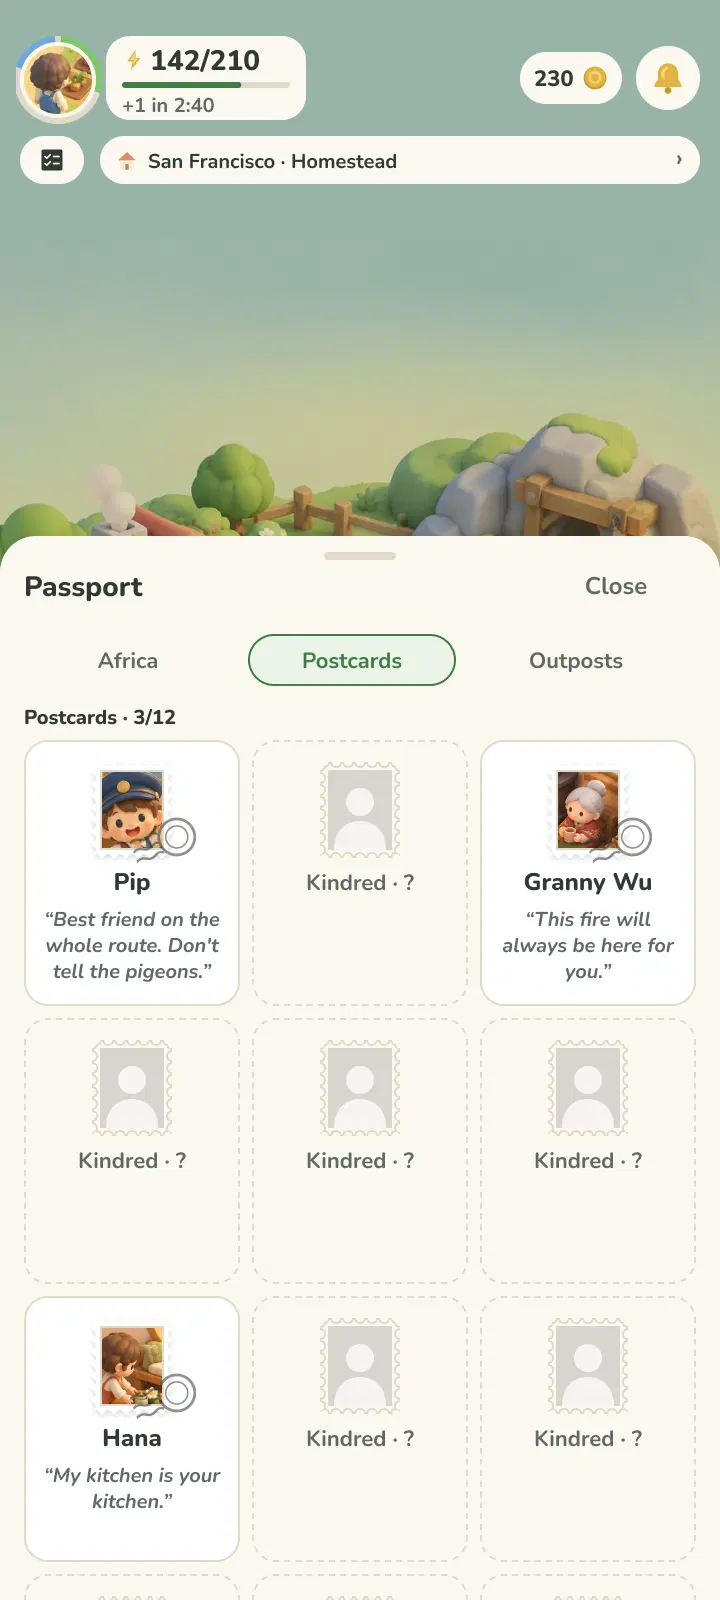 142/210
+1 in 2:40
230
San Francisco · Homestead ›
Passport
Close
Africa
Postcards
Outposts
Postcards · 3/12
Pip
“Best friend on the
whole route. Don't
tell the pigeons.”
Kindred · ?
Granny Wu
“This fire will
always be here for
you.”
Kindred · ?
Kindred · ?
Kindred · ?
Hana
“My kitchen is your
kitchen.”
Kindred · ?
Kindred · ?